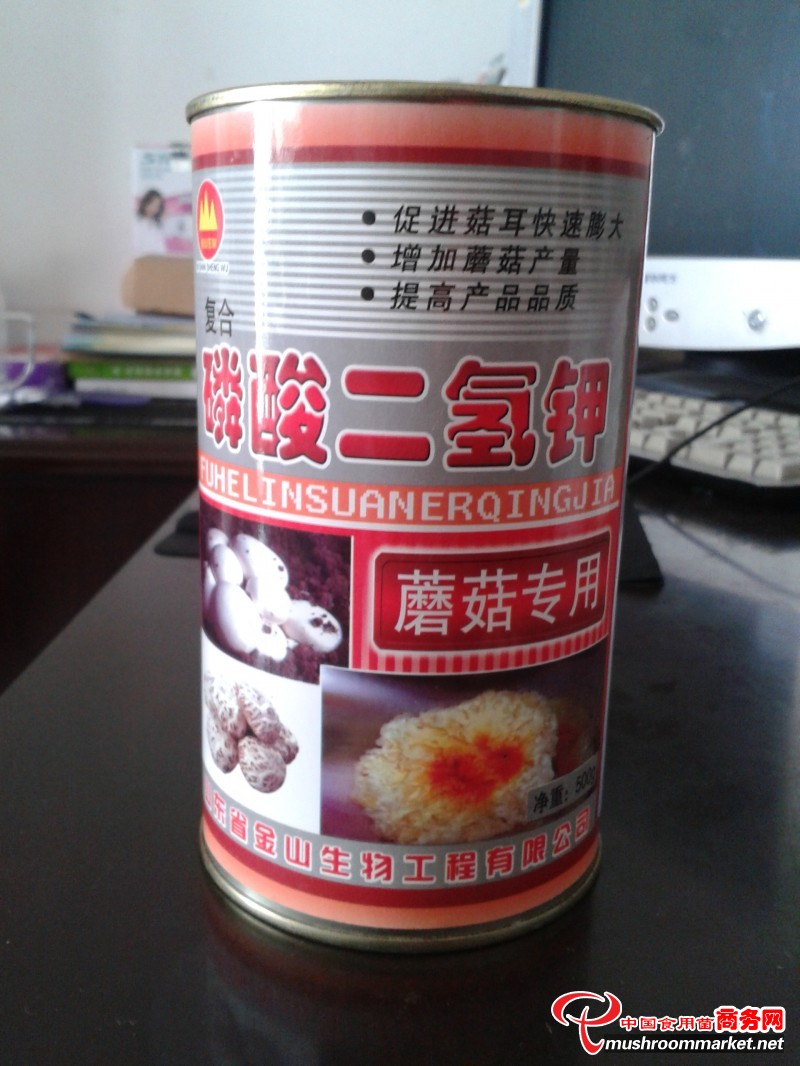 • 促进菇耳快速膨大
• 增加蘑菇产量
• 提高产品品质
复合
磷酸二氢钾
FUHELINSUANERQINGJIA
蘑菇专用
净重：500
山东省金山生物工程有限公司
中国食用菌商务网
mushroommarket.net